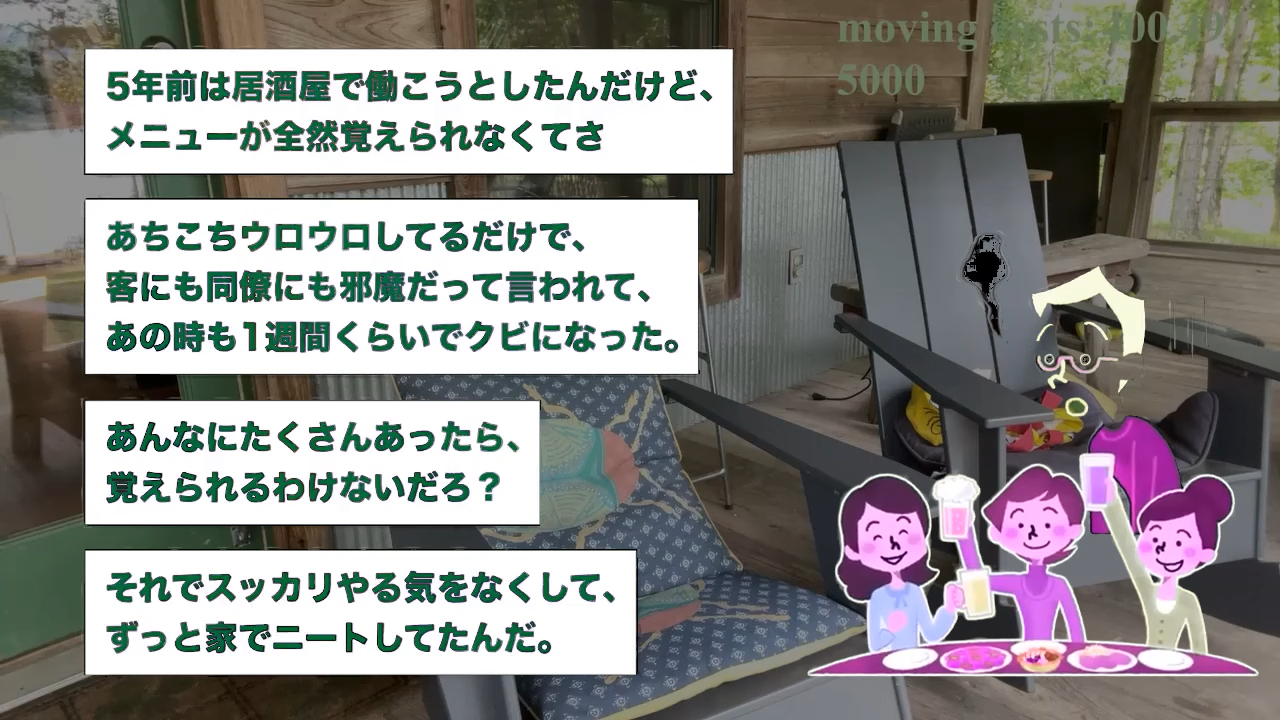 moving
5000
5年前は居酒屋で働こうとしたんだけど、
メニューが全然覚えられなくてさ
あちこちウロウロしてるだけで、
客にも同僚にも邪魔だって言われて、
あの時も1週間くらいでクビになった。
あんなにたくさんあったら、
覚えられるわけないだろ？
それでスッカリやる気をなくして、
ずっと家でニートしてたんだ。